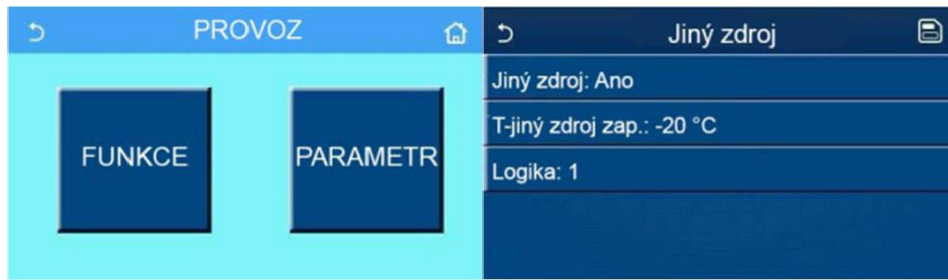 PROVOZ
FUNKCE
PARAMETR
Jiný zdroj
Jiný zdroj: Ano
T-jiný zdroj zap.: -20 °C
Logika: 1